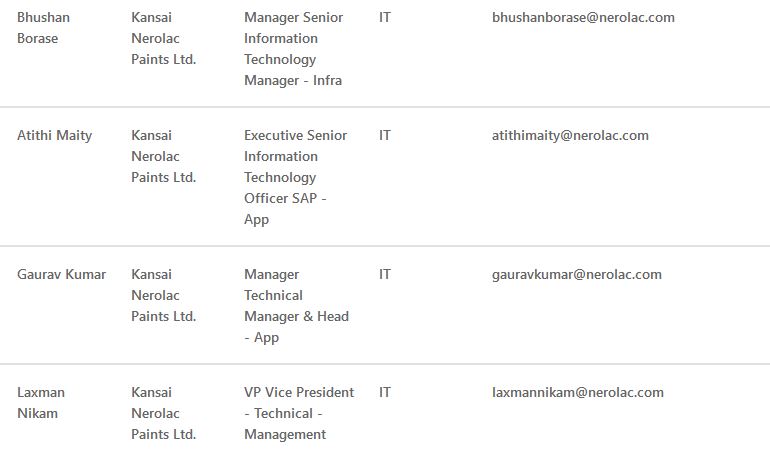 Bhushan Borase Kansai Nerolac Paints Ltd. Manager Senior Information Technology Manager - Infra IT bhushanborase@nerolac.com
Atithi Maity Kansai Nerolac Paints Ltd. Executive Senior Information Technology Officer SAP - App IT atithimaity@nerolac.com
Gaurav Kumar Kansai Nerolac Paints Ltd. Manager Technical Manager & Head - App IT gauravkumar@nerolac.com
Laxman Nikam Kansai Nerolac Paints Ltd. VP Vice President - Technical - Management IT laxmannikam@nerolac.com